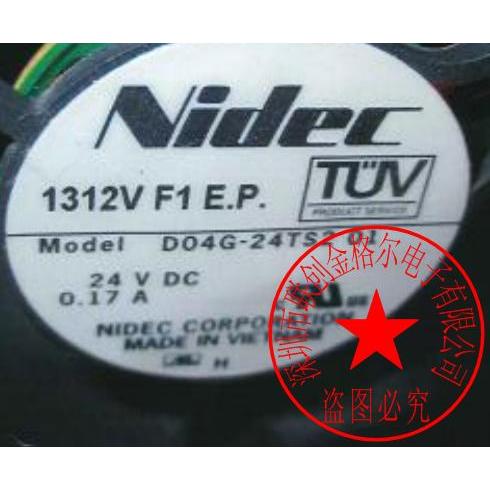 Nidec
1312V F1 E.P.
TÜV
PRODUCT SERVICE
Model D04G-24TS2 01
24 V DC
0.17 A
NIDEC CORPORATION
MADE IN VIETNAM
H
深圳市联创金格尔电子有限公司
盗图必究